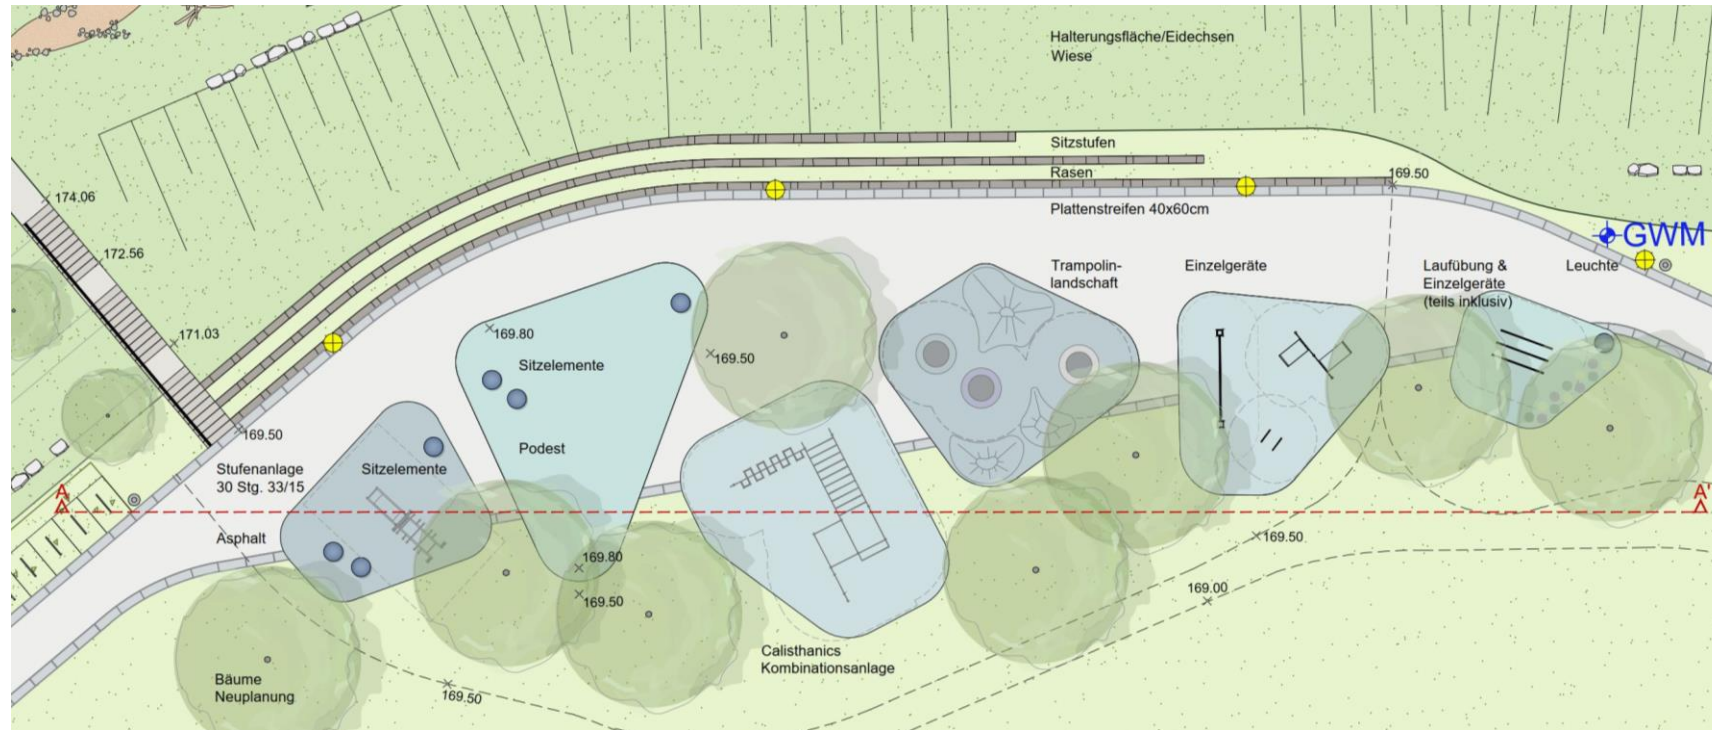 Halterungsfläche/Eidechsen
Wiese
Sitzstufen
Rasen
169.50
Plattenstreifen 40x60cm
174.06
172.56
171.03
169.50
GWM
Trampolin-
landschaft
Einzelgeräte
Laufübung &
Einzelgeräte
(teils inklusiv)
Leuchte
169.80
169.50
Sitzelemente
Podest
Stufenanlage
30 Stg. 33/15
Sitzelemente
A
A'
Asphalt
169.80
169.50
169.50
169.00
Calisthanics
Kombinationsanlage
Bäume
Neuplanung
169.50